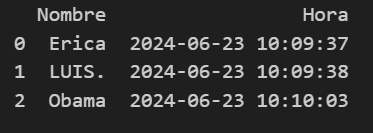 Nombre Hora
0 Erica 2024-06-23 10:09:37
1 LUIS. 2024-06-23 10:09:38
2 Obama 2024-06-23 10:10:03